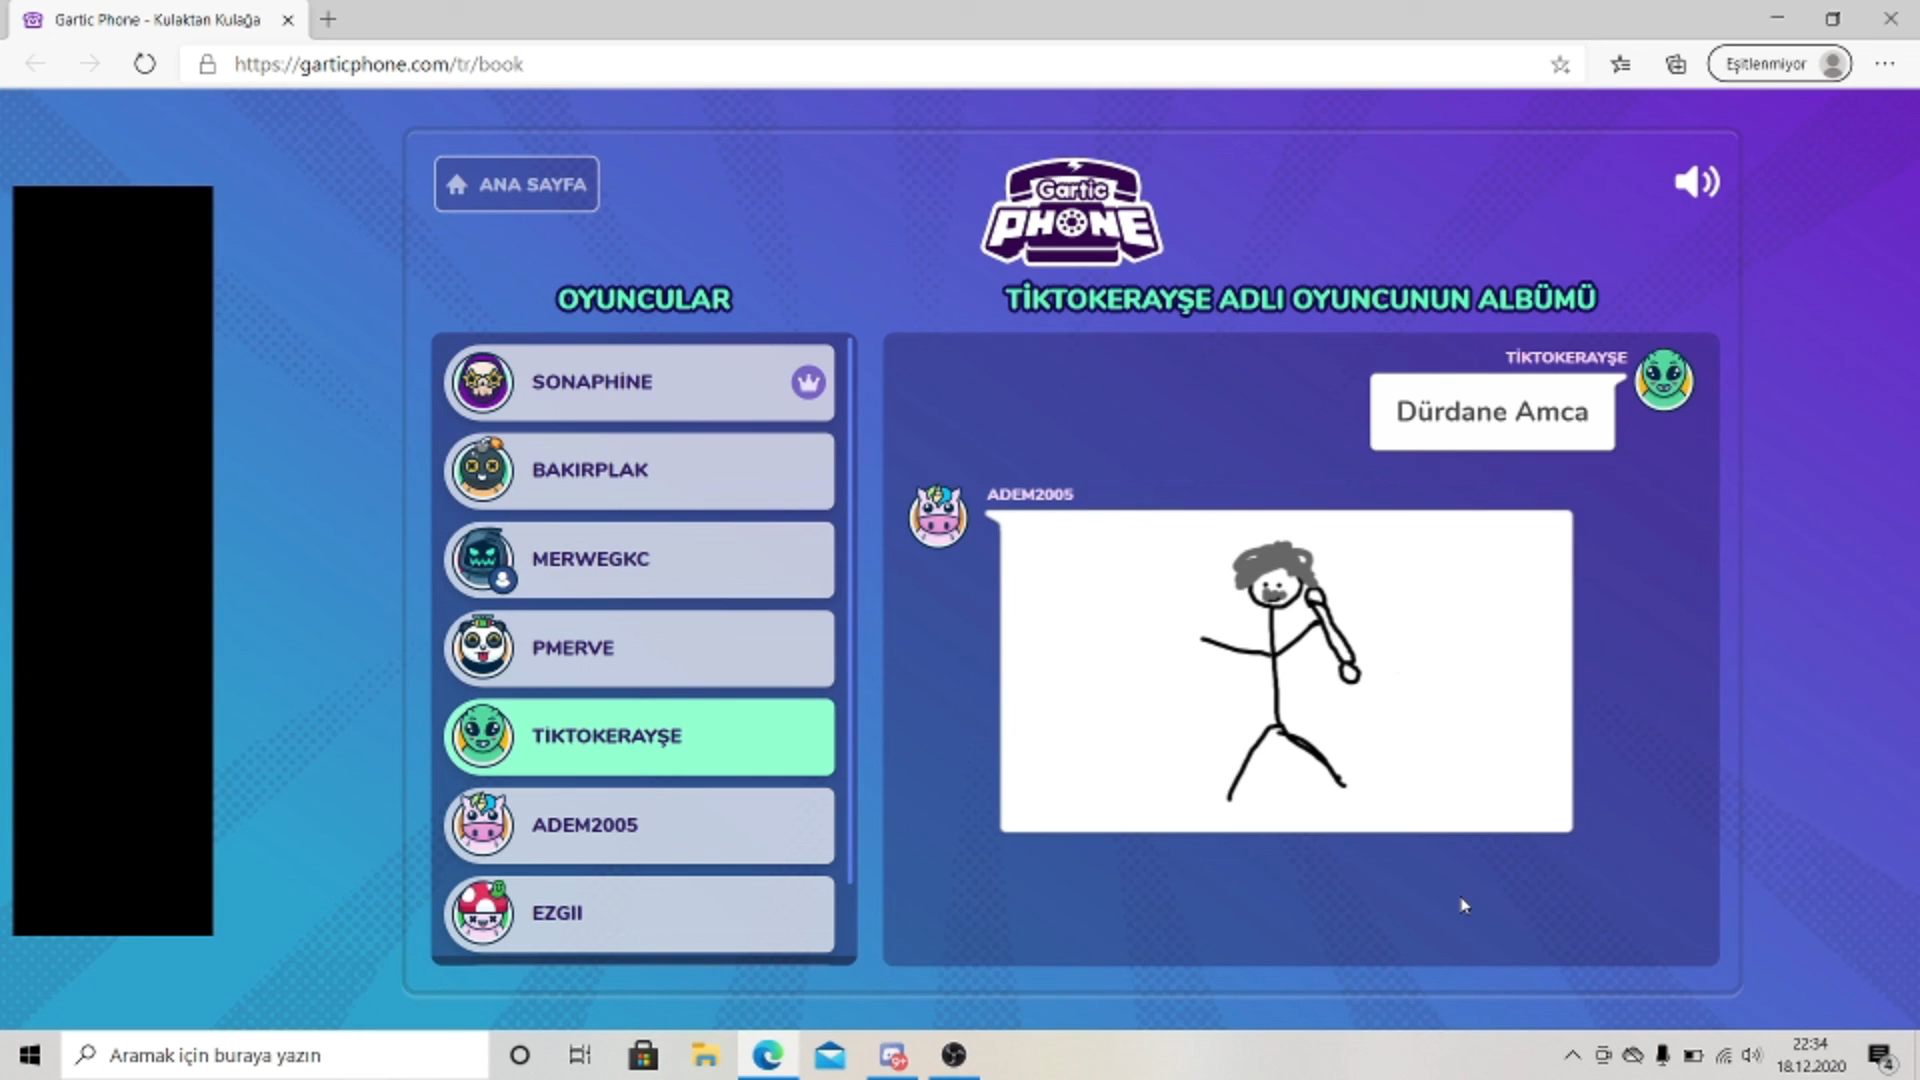 Gartic Phone - Kulaktan Kulağa
https://garticphone.com/tr/book
Eşitlenmiyor
ANA SAYFA
Gartic
PHONE
OYUNCULAR
TİKTOKERAYŞE ADLI OYUNCUNUN ALBÜMÜ
SONAPHİNE
BAKIRPLAK
MERWEGKC
PMERVE
TİKTOKERAYŞE
ADEM2005
EZGII
TİKTOKERAYŞE
Dürdane Amca
ADEM2005
Aramak için buraya yazın
22:34
18.12.2020
4